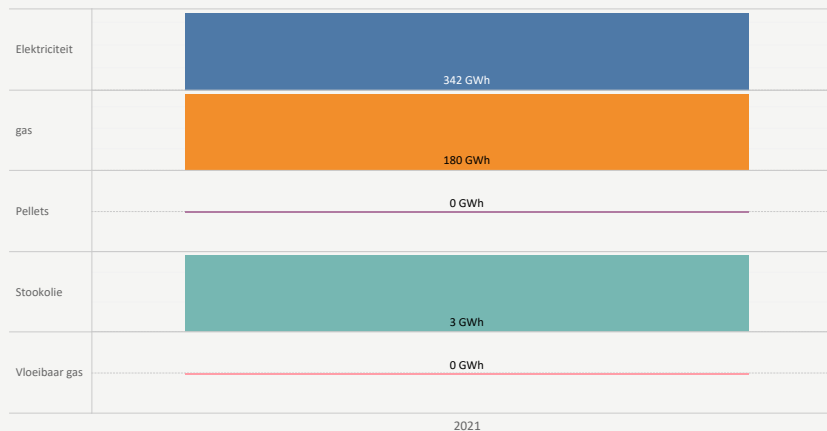 Elektriciteit
342 GWh
gas
180 GWh
Pellets
0 GWh
Stookolie
3 GWh
Vloeibaar gas
0 GWh
2021